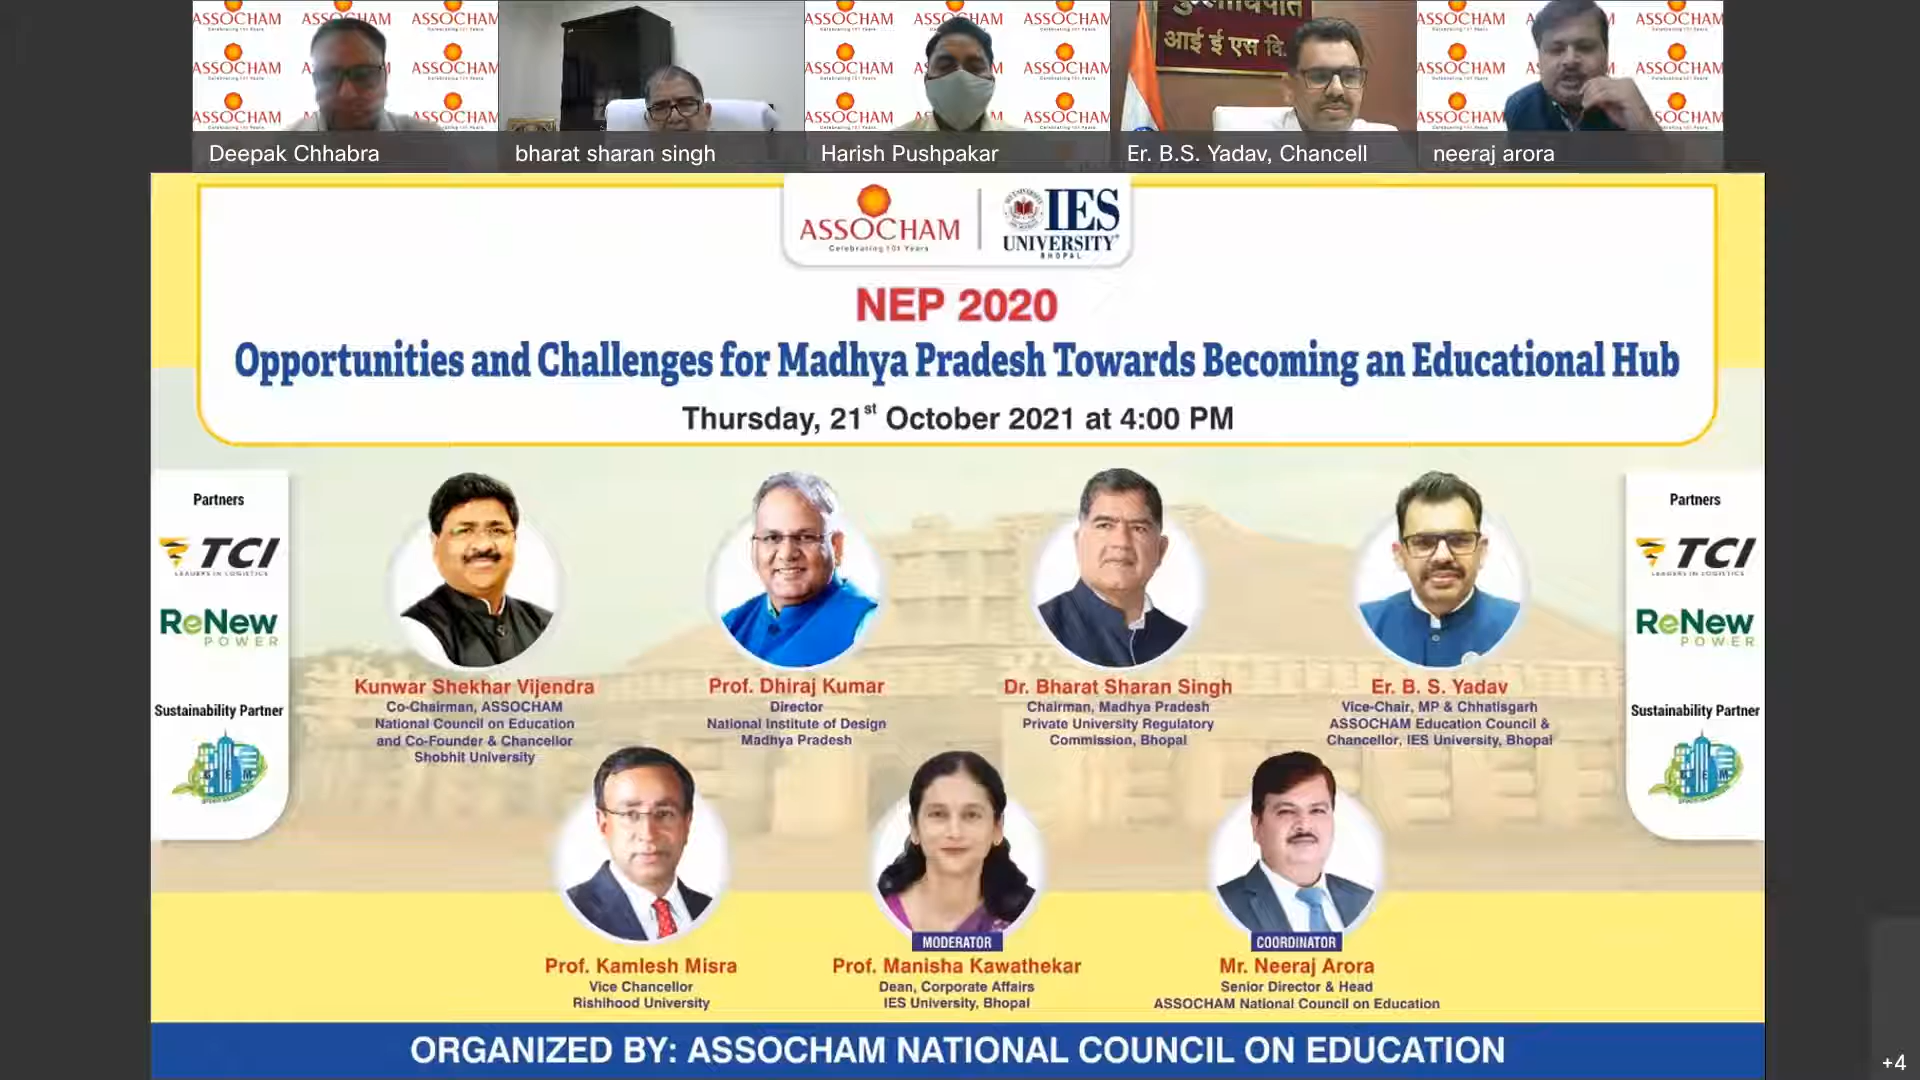 ASSOCHAM
कुलाधिपति
आई ई एस वि.
Deepak Chhabra
bharat sharan singh
Harish Pushpakar
Er. B.S. Yadav, Chancell
neeraj arora
ASSOCHAM
Celebrating 101 Years
IES
UNIVERSITY
BHOPAL
NEP 2020
Opportunities and Challenges for Madhya Pradesh Towards Becoming an Educational Hub
Thursday, 21st October 2021 at 4:00 PM
Partners
TCI
LEADERS IN LOGISTICS
ReNew
POWER
Sustainability Partner
Partners
TCI
LEADERS IN LOGISTICS
ReNew
POWER
Sustainability Partner
Kunwar Shekhar Vijendra
Co-Chairman, ASSOCHAM
National Council on Education
and Co-Founder & Chancellor
Shobhit University
Prof. Dhiraj Kumar
Director
National Institute of Design
Madhya Pradesh
Dr. Bharat Sharan Singh
Chairman, Madhya Pradesh
Private University Regulatory
Commission, Bhopal
Er. B. S. Yadav
Vice-Chair, MP & Chhatisgarh
ASSOCHAM Education Council &
Chancellor, IES University, Bhopal
Prof. Kamlesh Misra
Vice Chancellor
Rishihood University
MODERATOR
Prof. Manisha Kawathekar
Dean, Corporate Affairs
IES University, Bhopal
COORDINATOR
Mr. Neeraj Arora
Senior Director & Head
ASSOCHAM National Council on Education
ORGANIZED BY: ASSOCHAM NATIONAL COUNCIL ON EDUCATION
+4